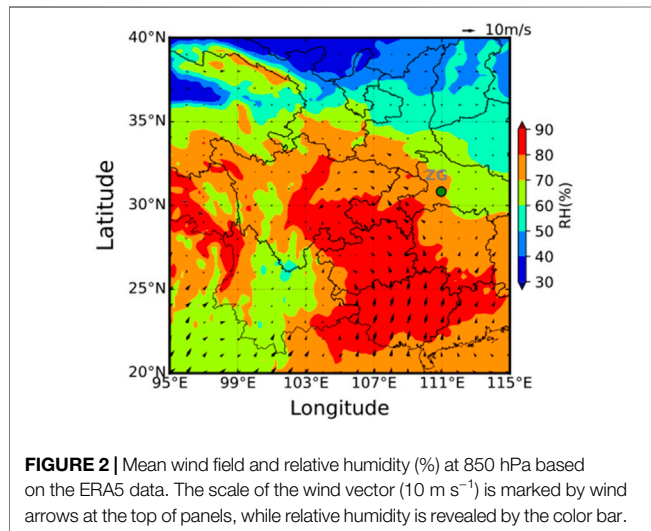 10m/s
40°N
35°N
30°N
25°N
20°N
Latitude
ZG
95°E 99°E 103°E 107°E 111°E 115°E
Longitude
90
80
70
60
50
40
30
RH(%)
FIGURE 2 | Mean wind field and relative humidity (%) at 850 hPa based
on the ERA5 data. The scale of the wind vector (10 m s⁻¹) is marked by wind
arrows at the top of panels, while relative humidity is revealed by the color bar.